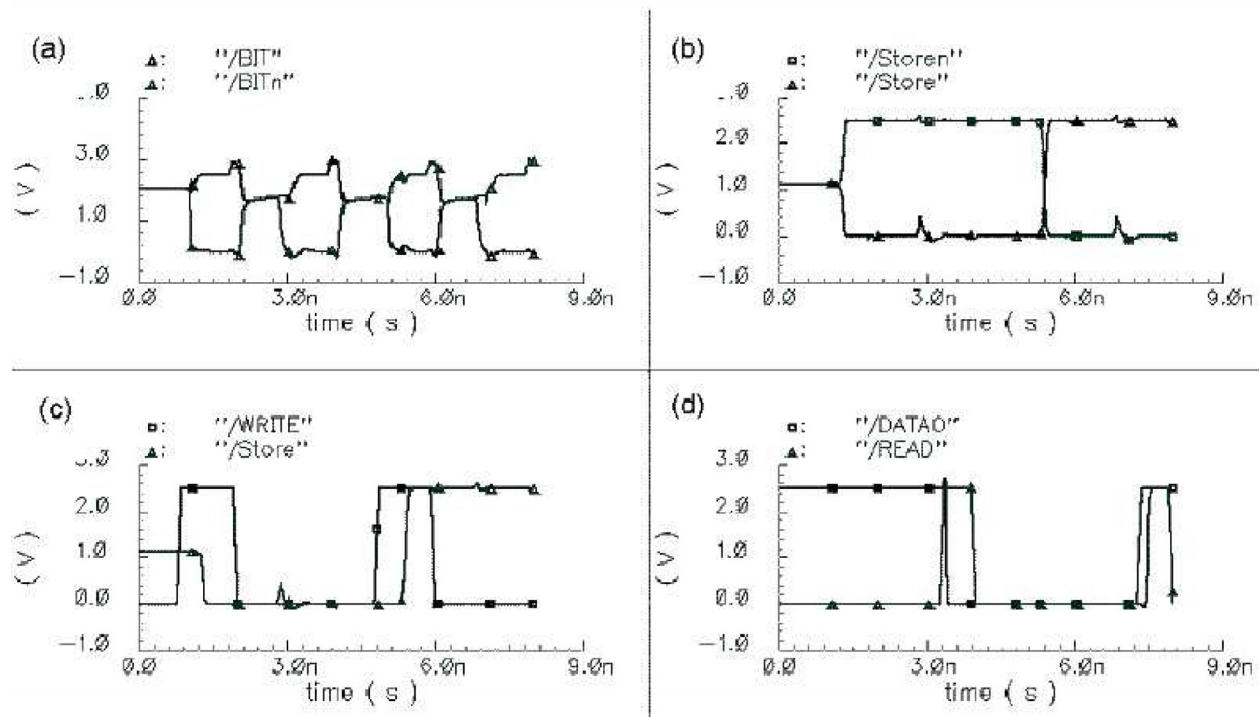 (a)
▵: "/BIT"
▵: "/BITn"
3.0
1.0
−1.0
( V )
0.0 3.0n 6.0n 9.0n
time ( s )
(b)
▫: "/Storen"
▵: "/Store"
2.0
1.0
0.0
−1.0
( V )
0.0 3.0n 6.0n 9.0n
time ( s )
(c)
▫: "/WRITE"
▵: "/Store"
3.0
2.0
1.0
0.0
−1.0
( V )
0.0 3.0n 6.0n 9.0n
time ( s )
(d)
▫: "/DATAO"
▵: "/READ"
3.0
2.0
1.0
0.0
−1.0
( V )
0.0 3.0n 6.0n 9.0n
time ( s )